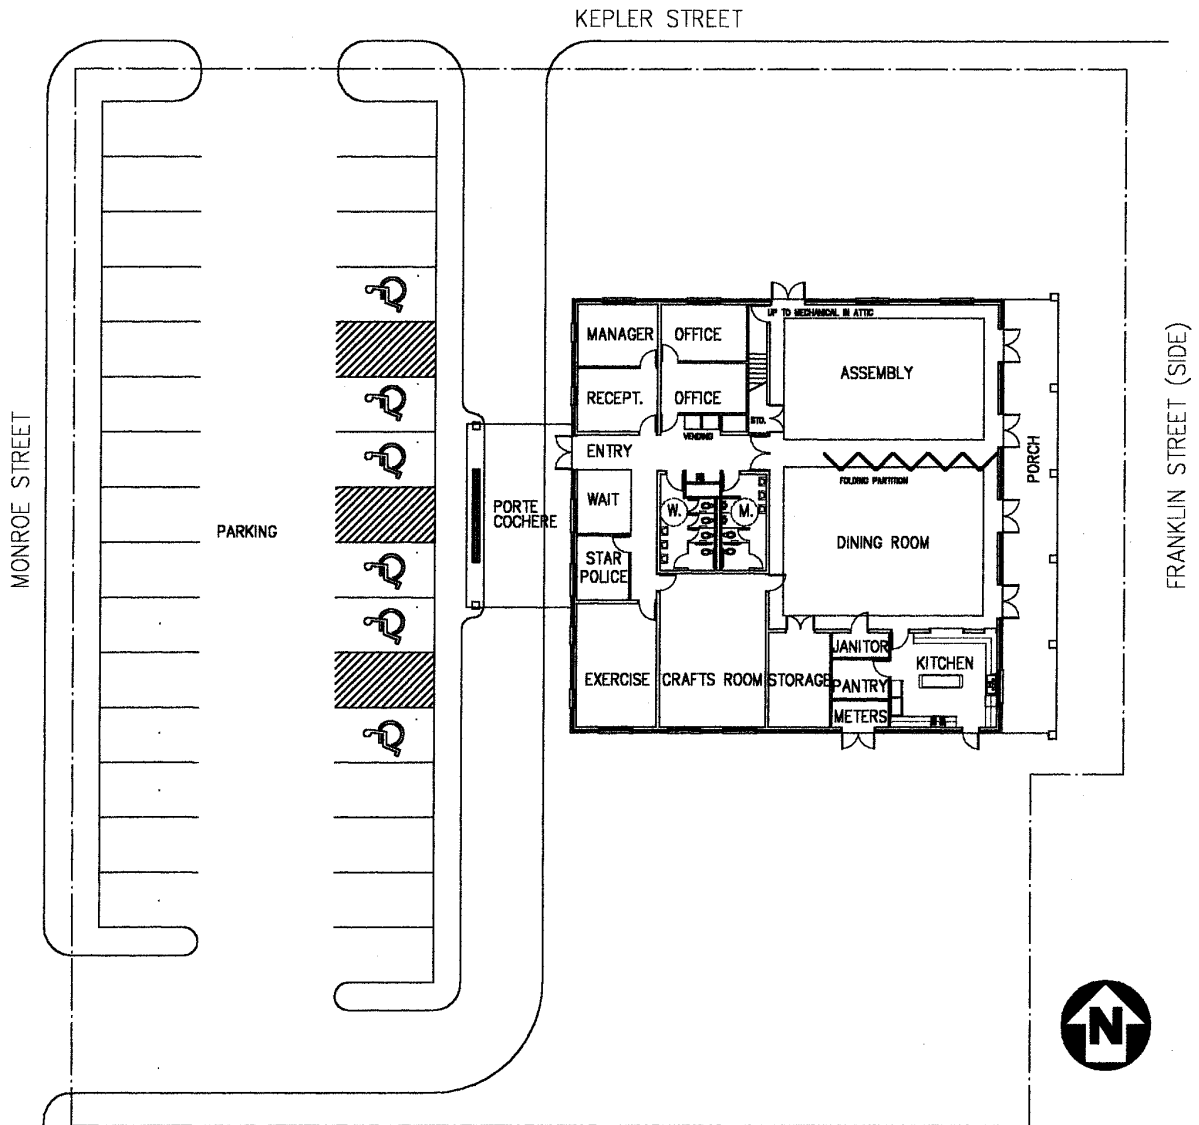 KEPLER STREET
MONROE STREET
FRANKLIN STREET (SIDE)
PARKING
PORTE
COCHERE
MANAGER
OFFICE
UP TO MECHANICAL IN ATTIC
ASSEMBLY
RECEPT.
OFFICE
STO.
VENDING
ENTRY
PORCH
FOLDING PARTITION
WAIT
W.
M.
DINING ROOM
STAR
POLICE
JANITOR
KITCHEN
EXERCISE
CRAFTS ROOM
STORAGE
PANTRY
METERS
N